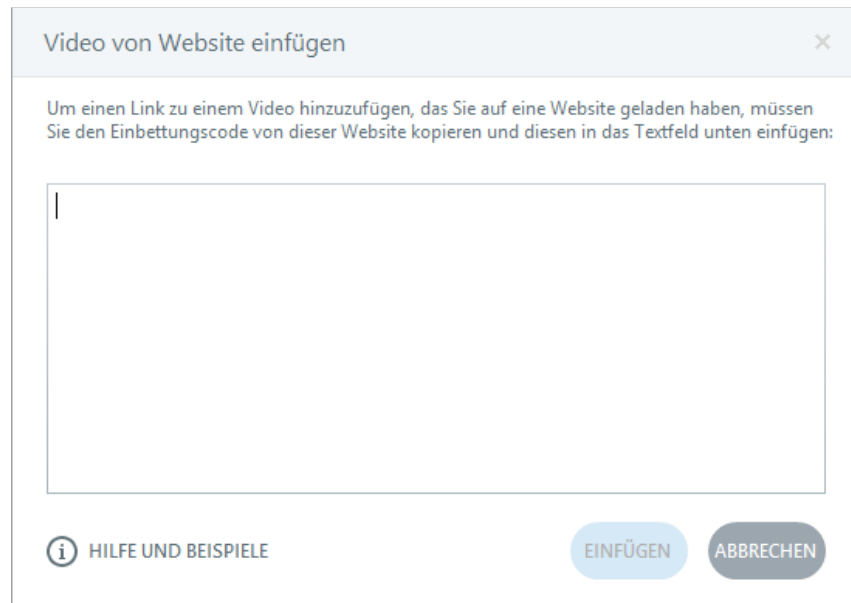 Video von Website einfügen
Um einen Link zu einem Video hinzuzufügen, das Sie auf eine Website geladen haben, müssen
Sie den Einbettungscode von dieser Website kopieren und diesen in das Textfeld unten einfügen:
HILFE UND BEISPIELE
EINFÜGEN
ABBRECHEN